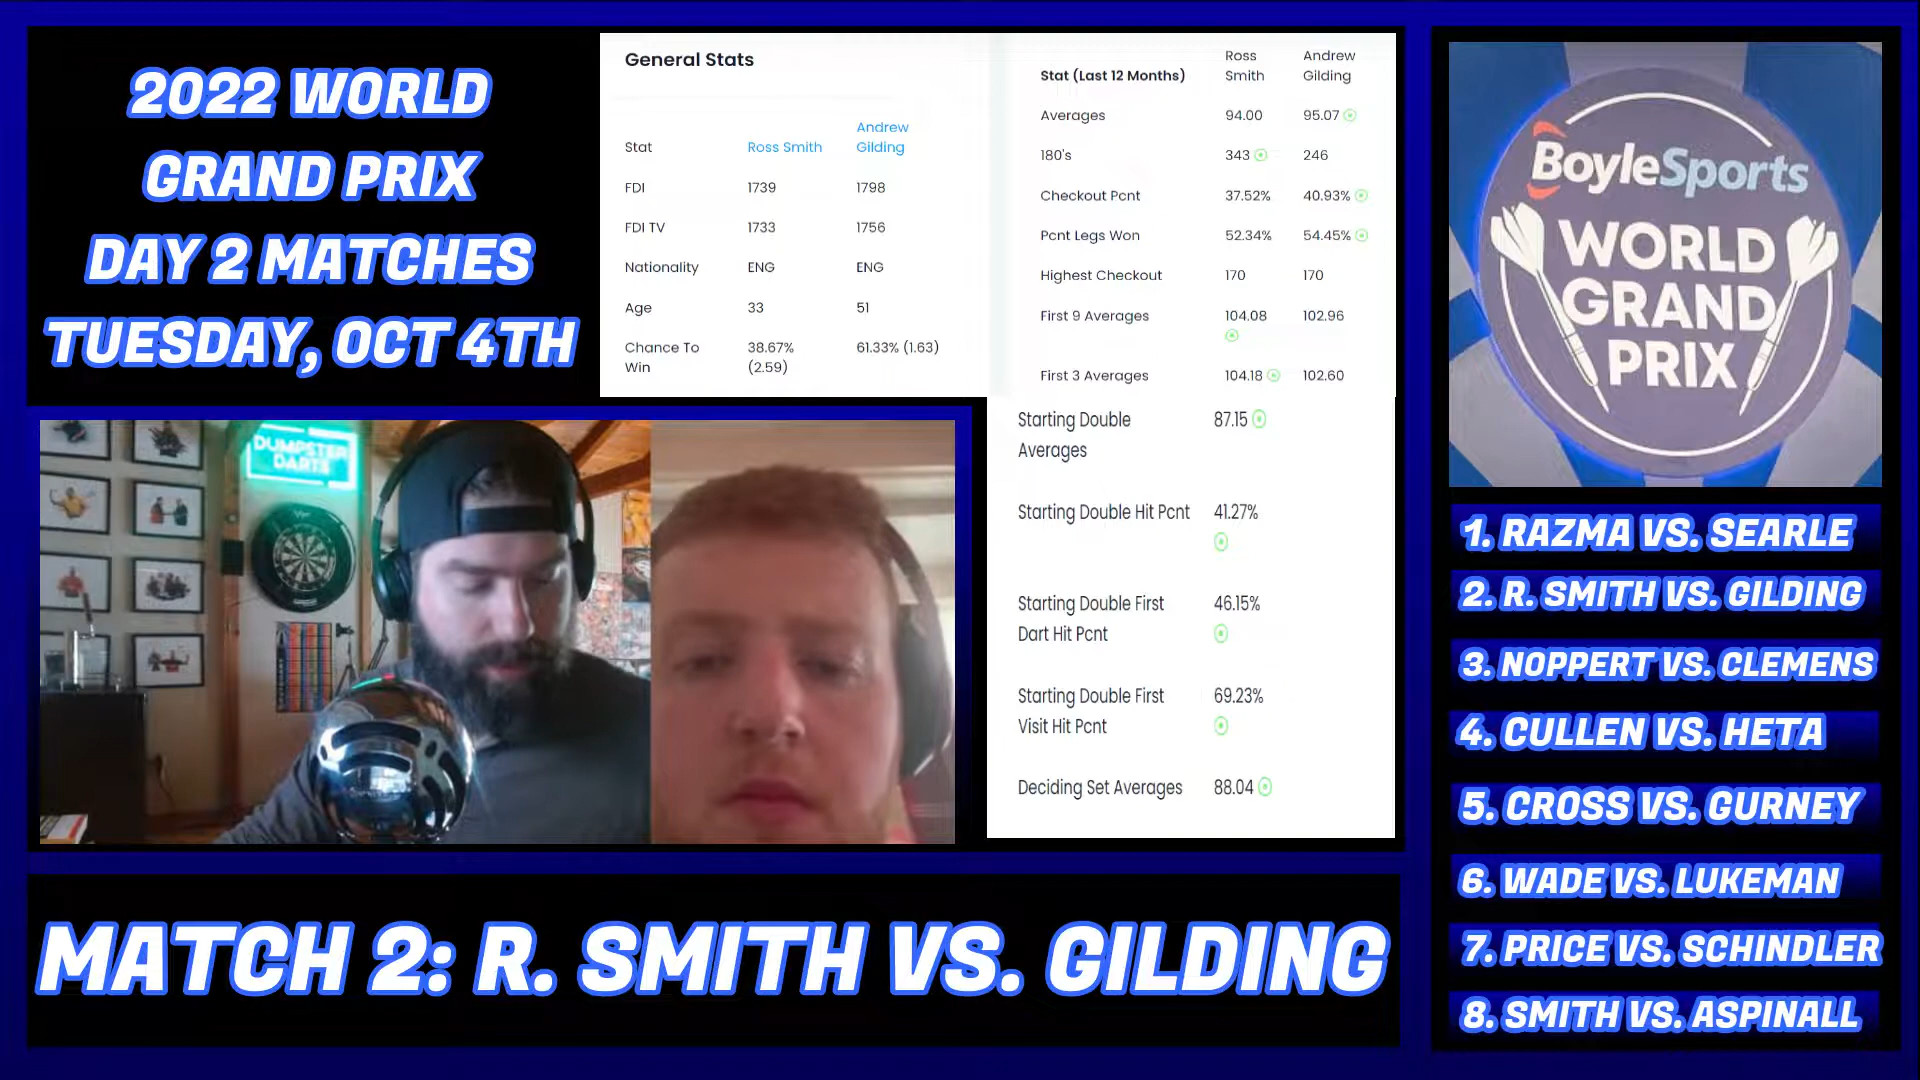 2022 WORLD
GRAND PRIX
DAY 2 MATCHES
TUESDAY, OCT 4TH
General Stats
Stat Ross Smith Andrew Gilding
FDI 1739 1798
FDI TV 1733 1756
Nationality ENG ENG
Age 33 51
Chance To Win 38.67% (2.59) 61.33% (1.63)
Stat (Last 12 Months) Ross Smith Andrew Gilding
Averages 94.00 95.07
180's 343 246
Checkout Pcnt 37.52% 40.93%
Pcnt Legs Won 52.34% 54.45%
Highest Checkout 170 170
First 9 Averages 104.08 102.96
First 3 Averages 104.18 102.60
Starting Double Averages 87.15
Starting Double Hit Pcnt 41.27%
Starting Double First Dart Hit Pcnt 46.15%
Starting Double First Visit Hit Pcnt 69.23%
Deciding Set Averages 88.04
DUMPSTER
DARTS
BoyleSports
WORLD
GRAND
PRIX
1. RAZMA VS. SEARLE
2. R. SMITH VS. GILDING
3. NOPPERT VS. CLEMENS
4. CULLEN VS. HETA
5. CROSS VS. GURNEY
6. WADE VS. LUKEMAN
7. PRICE VS. SCHINDLER
8. SMITH VS. ASPINALL
MATCH 2: R. SMITH VS. GILDING